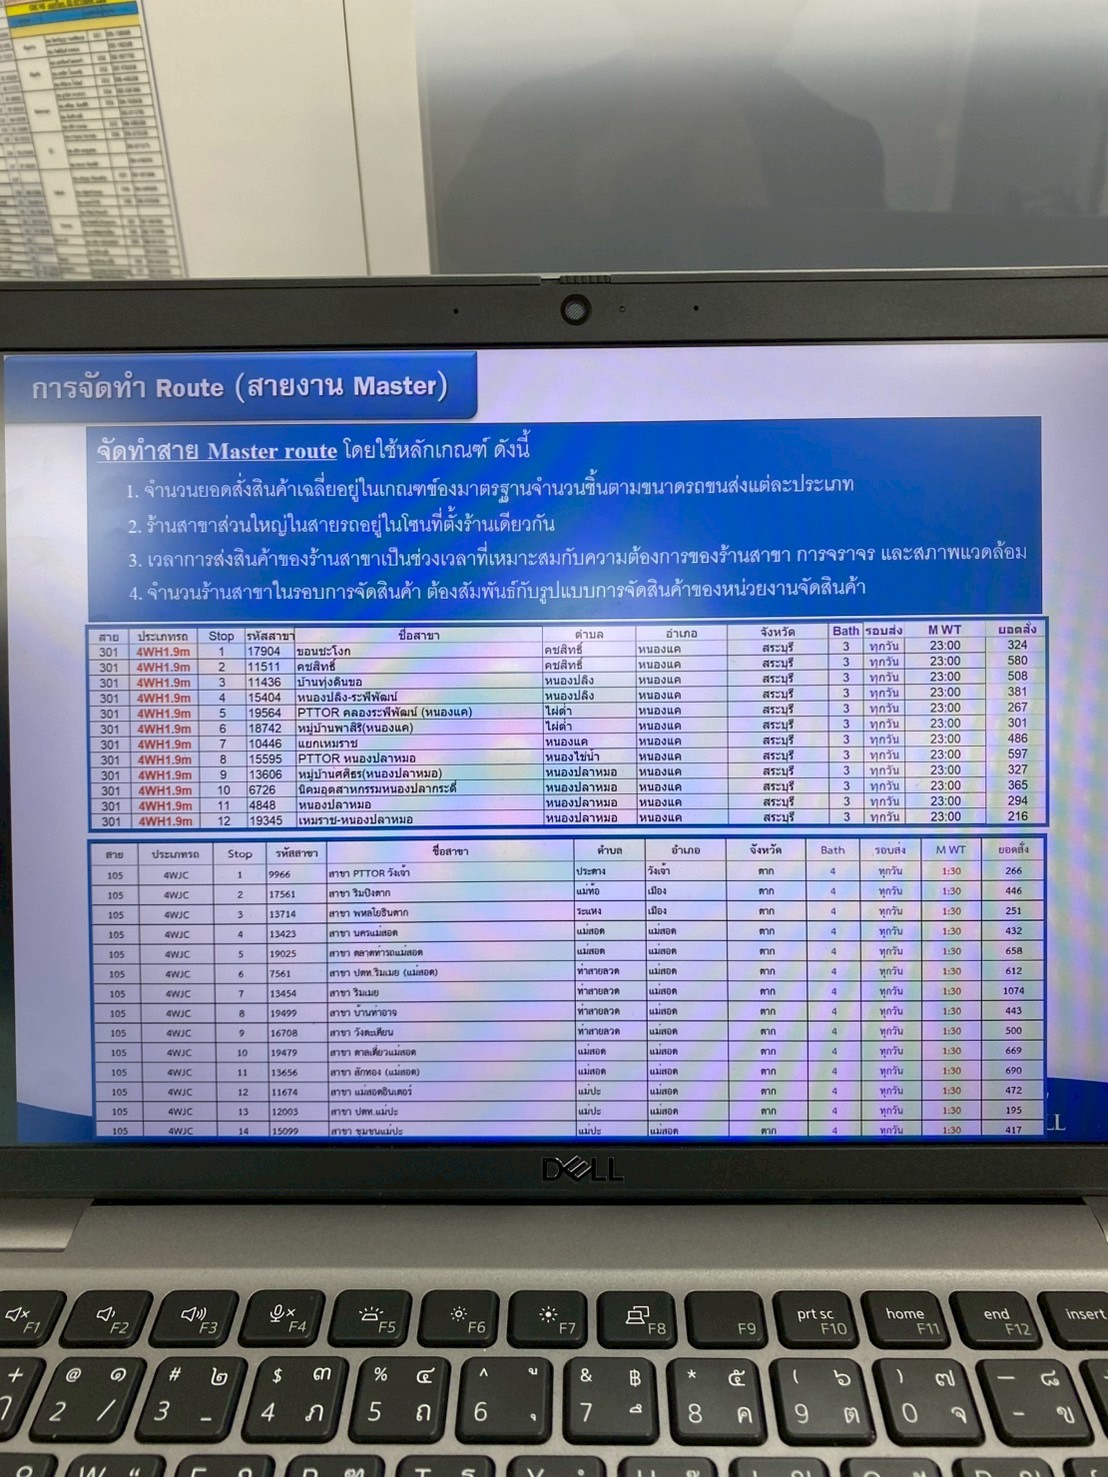 การจัดทำ Route (สายงาน Master)
จัดทำสาย Master route โดยใช้หลักเกณฑ์ ดังนี้
1. จำนวนยอดสั่งสินค้าเฉลี่ยอยู่ในเกณฑ์ของมาตรฐานจำนวนชิ้นตามขนาดรถขนส่งแต่ละประเภท
2. ร้านสาขาส่วนใหญ่ในสายรถอยู่ในโซนที่ตั้งร้านเดียวกัน
3. เวลาการส่งสินค้าของร้านสาขาเป็นช่วงเวลาที่เหมาะสมกับความต้องการของร้านสาขา การจราจร และสภาพแวดล้อม
4. จำนวนร้านสาขาในรอบการจัดสินค้า ต้องสัมพันธ์กับรูปแบบการจัดสินค้าของหน่วยงานจัดสินค้า
สาย ประเภทรถ Stop รหัสสาขา ชื่อสาขา ตำบล อำเภอ จังหวัด Bath รอบส่ง M WT ยอดสั่ง
301 4WH1.9m 1 17904 ขอนชะโงก คชสิทธิ์ หนองแค สระบุรี 3 ทุกวัน 23:00 324
301 4WH1.9m 2 11511 คชสิทธิ์ คชสิทธิ์ หนองแค สระบุรี 3 ทุกวัน 23:00 580
301 4WH1.9m 3 11436 บ้านทุ่งดินขอ หนองปลิง หนองแค สระบุรี 3 ทุกวัน 23:00 508
301 4WH1.9m 4 15404 หนองปลิง-ระพีพัฒน์ หนองปลิง หนองแค สระบุรี 3 ทุกวัน 23:00 381
301 4WH1.9m 5 19564 PTTOR คลองระพีพัฒน์ (หนองแค) ไผ่ต่ำ หนองแค สระบุรี 3 ทุกวัน 23:00 267
301 4WH1.9m 6 18742 หมู่บ้านพาสิริ(หนองแค) ไผ่ต่ำ หนองแค สระบุรี 3 ทุกวัน 23:00 301
301 4WH1.9m 7 10446 แยกเหมราช หนองแค หนองแค สระบุรี 3 ทุกวัน 23:00 486
301 4WH1.9m 8 15595 PTTOR หนองปลาหมอ หนองไข่น้ำ หนองแค สระบุรี 3 ทุกวัน 23:00 597
301 4WH1.9m 9 13606 หมู่บ้านศศิธร(หนองปลาหมอ) หนองปลาหมอ หนองแค สระบุรี 3 ทุกวัน 23:00 327
301 4WH1.9m 10 6726 นิคมอุตสาหกรรมหนองปลากระดี่ หนองปลาหมอ หนองแค สระบุรี 3 ทุกวัน 23:00 365
301 4WH1.9m 11 4848 หนองปลาหมอ หนองปลาหมอ หนองแค สระบุรี 3 ทุกวัน 23:00 294
301 4WH1.9m 12 19345 เหมราช-หนองปลาหมอ หนองปลาหมอ หนองแค สระบุรี 3 ทุกวัน 23:00 216
สาย ประเภทรถ Stop รหัสสาขา ชื่อสาขา ตำบล อำเภอ จังหวัด Bath รอบส่ง M WT ยอดสั่ง
105 4WJC 1 9966 สาขา PTTOR วังเจ้า ประดาง วังเจ้า ตาก 4 ทุกวัน 1:30 266
105 4WJC 2 17561 สาขา ริมปิงตาก แม่ท้อ เมือง ตาก 4 ทุกวัน 1:30 446
105 4WJC 3 13714 สาขา พหลโยธินตาก ระแหง เมือง ตาก 4 ทุกวัน 1:30 251
105 4WJC 4 13423 สาขา นครแม่สอด แม่สอด แม่สอด ตาก 4 ทุกวัน 1:30 432
105 4WJC 5 19025 สาขา ตลาดท่ารถแม่สอด แม่สอด แม่สอด ตาก 4 ทุกวัน 1:30 658
105 4WJC 6 7561 สาขา ปตท.ริมเมย (แม่สอด) ท่าสายลวด แม่สอด ตาก 4 ทุกวัน 1:30 612
105 4WJC 7 13454 สาขา ริมเมย ท่าสายลวด แม่สอด ตาก 4 ทุกวัน 1:30 1074
105 4WJC 8 19499 สาขา บ้านท่าอาจ ท่าสายลวด แม่สอด ตาก 4 ทุกวัน 1:30 443
105 4WJC 9 16708 สาขา วังตะเคียน ท่าสายลวด แม่สอด ตาก 4 ทุกวัน 1:30 500
105 4WJC 10 19479 สาขา ตาลเดี่ยวแม่สอด แม่สอด แม่สอด ตาก 4 ทุกวัน 1:30 669
105 4WJC 11 13656 สาขา สักทอง (แม่สอด) แม่สอด แม่สอด ตาก 4 ทุกวัน 1:30 690
105 4WJC 12 11674 สาขา แม่สอดอินเตอร์ แม่ปะ แม่สอด ตาก 4 ทุกวัน 1:30 472
105 4WJC 13 12003 สาขา ปตท.แม่ปะ แม่ปะ แม่สอด ตาก 4 ทุกวัน 1:30 195
105 4WJC 14 15099 สาขา ชุมชนแม่ปะ แม่ปะ แม่สอด ตาก 4 ทุกวัน 1:30 417
DELL
F1 F2 F3 F4 F5 F6 F7 F8 F9 prt sc F10 home F11 end F12 insert
+ @ ๑ # ๒ $ ๓ % ๔ ^ ู & ฿ * ๕ ( ๖ ) ๗ _ ๘
2 / 3 - 4 ภ 5 ถ 6 ุ 7 ึ 8 ค 9 ต 0 จ - ข